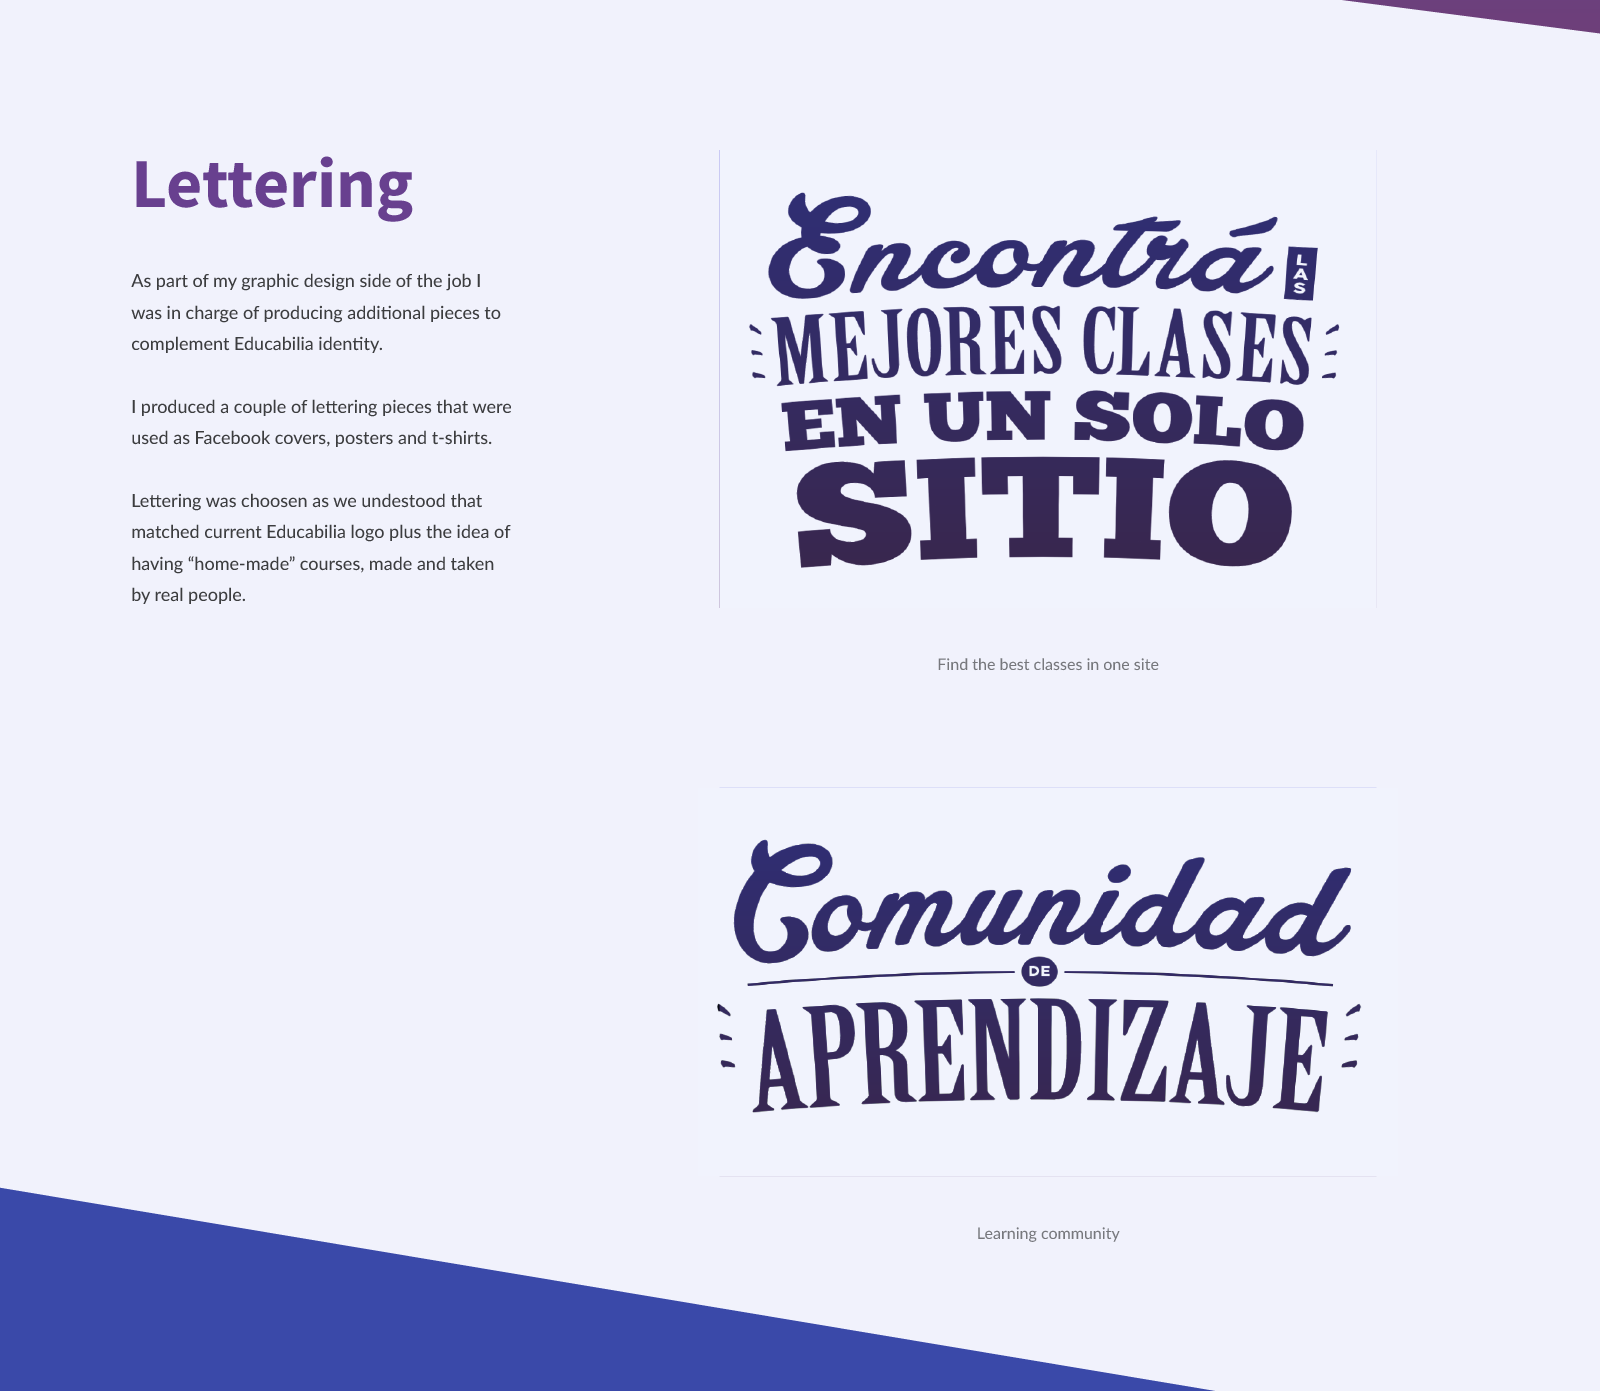 Lettering
As part of my graphic design side of the job I
was in charge of producing additional pieces to
complement Educabilia identity.
I produced a couple of lettering pieces that were
used as Facebook covers, posters and t-shirts.
Lettering was choosen as we undestood that
matched current Educabilia logo plus the idea of
having “home-made” courses, made and taken
by real people.
Encontrá LAS
MEJORES CLASES
EN UN SOLO
SITIO
Find the best classes in one site
Comunidad
DE
APRENDIZAJE
Learning community